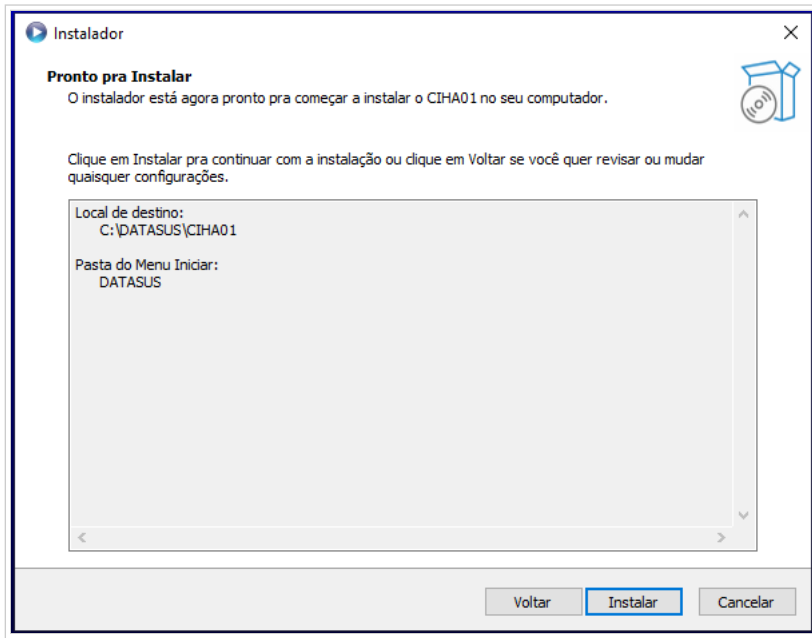 Instalador
Pronto pra Instalar
O instalador está agora pronto pra começar a instalar o CIHA01 no seu computador.
Clique em Instalar pra continuar com a instalação ou clique em Voltar se você quer revisar ou mudar
quaisquer configurações.
Local de destino:
C:\DATASUS\CIHA01
Pasta do Menu Iniciar:
DATASUS
Voltar
Instalar
Cancelar